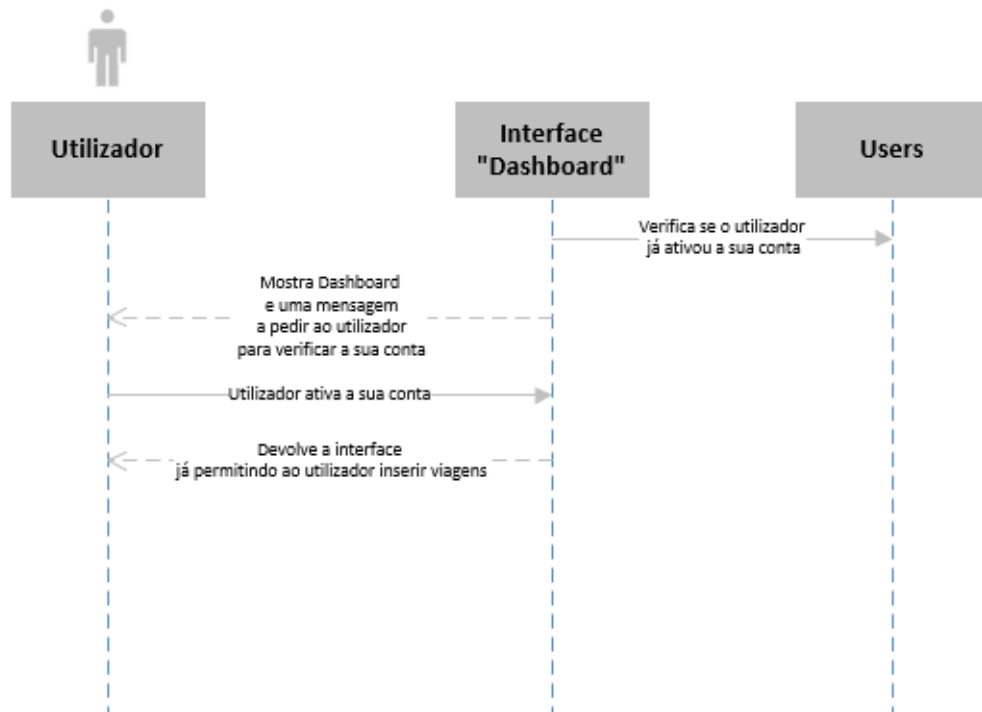 Utilizador
Interface
"Dashboard"
Users
Verifica se o utilizador
já ativou a sua conta
Mostra Dashboard
e uma mensagem
a pedir ao utilizador
para verificar a sua conta
Utilizador ativa a sua conta
Devolve a interface
já permitindo ao utilizador inserir viagens